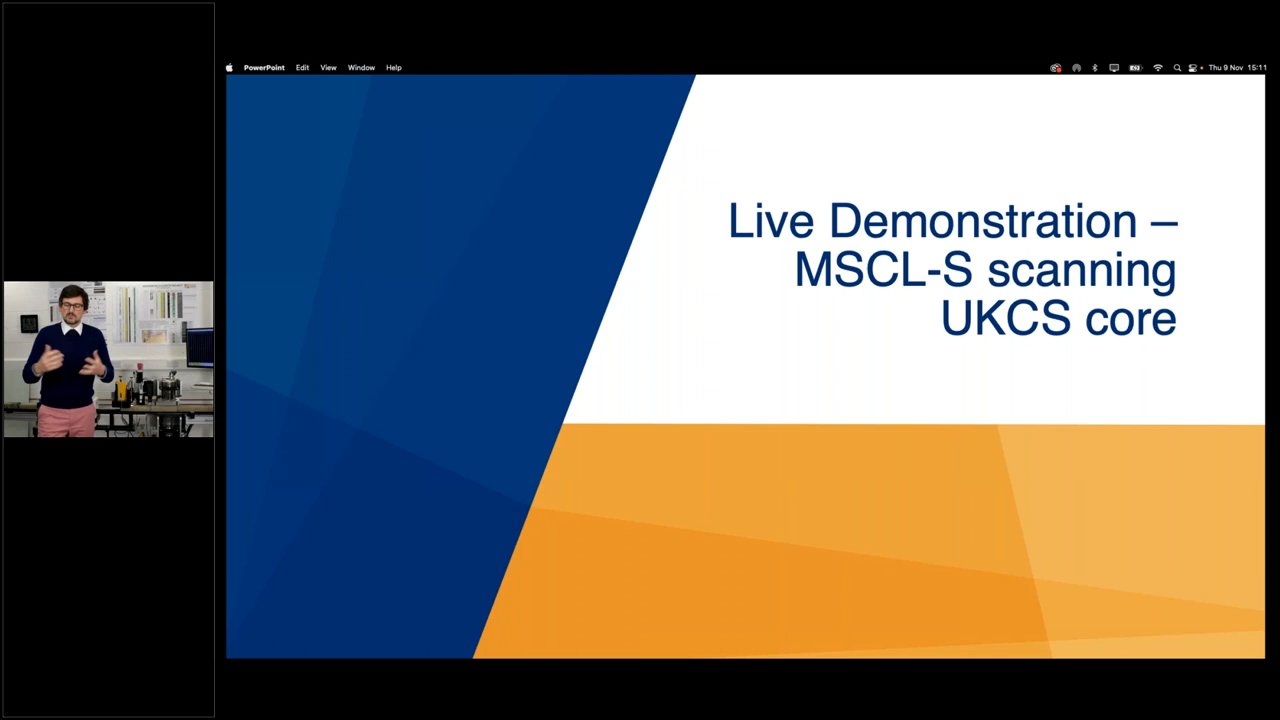 PowerPoint Edit View Window Help
Thu 9 Nov 15:11
Live Demonstration –
MSCL-S scanning
UKCS core